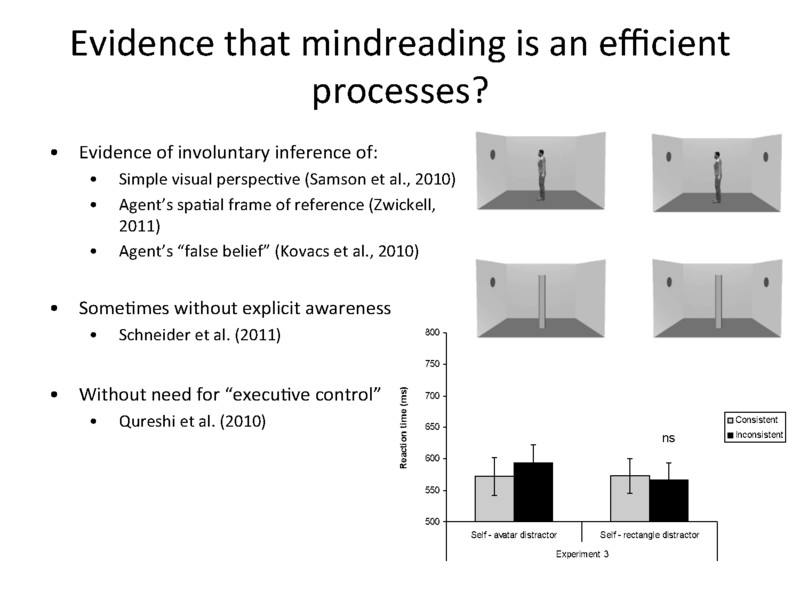 Evidence that mindreading is an efficient
processes?
• Evidence of involuntary inference of:
• Simple visual perspective (Samson et al., 2010)
• Agent's spatial frame of reference (Zwickell,
2011)
• Agent's “false belief” (Kovacs et al., 2010)
• Sometimes without explicit awareness
• Schneider et al. (2011)
• Without need for “executive control”
• Qureshi et al. (2010)
800
750
700
650
600
550
500
Reaction time (ms)
ns
Consistent
Inconsistent
Self - avatar distractor
Self - rectangle distractor
Experiment 3